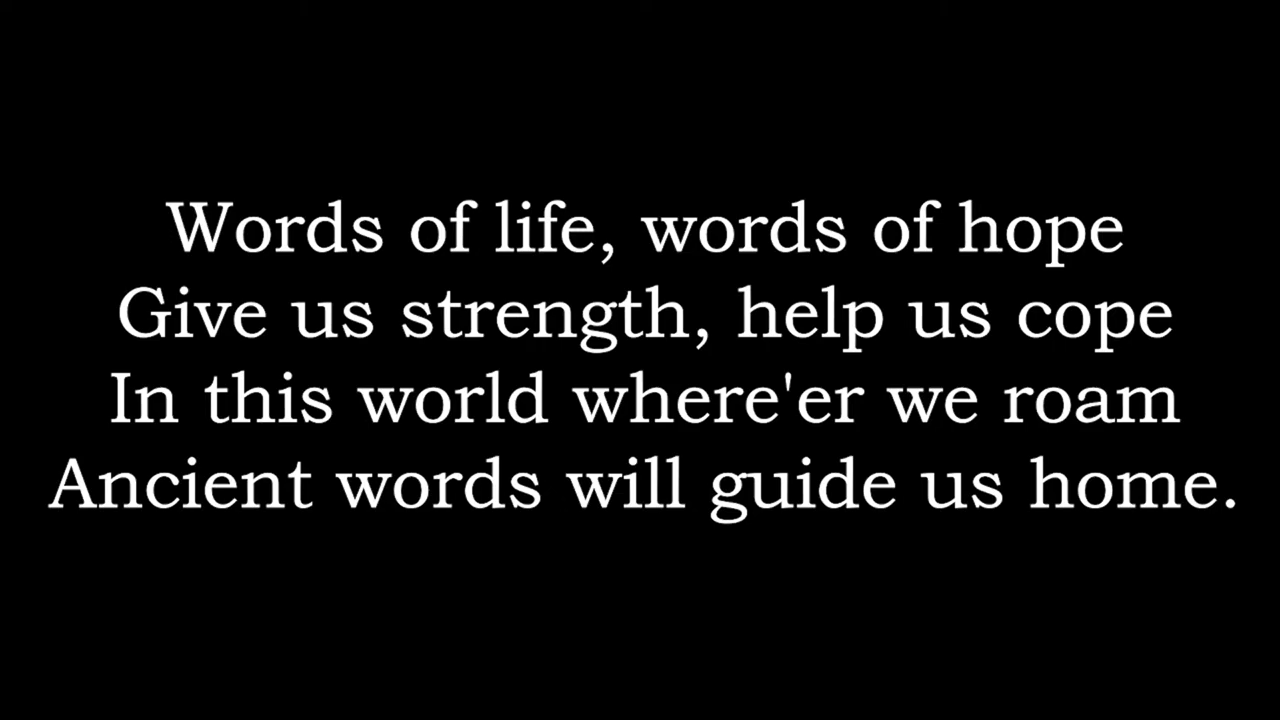 Words of life, words of hope
Give us strength, help us cope
In this world where'er we roam
Ancient words will guide us home.